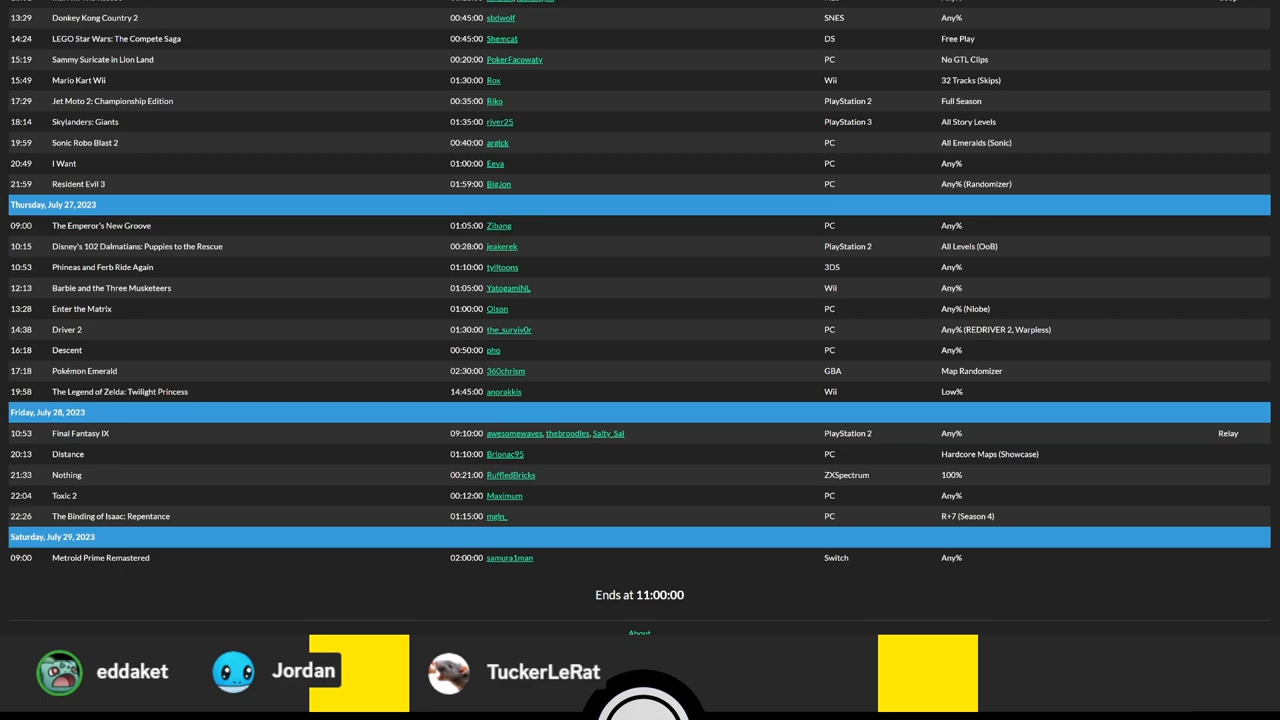 13:29 Donkey Kong Country 2 00:45:00 sbdwolf SNES Any%
14:24 LEGO Star Wars: The Compete Saga 00:45:00 Shemcat DS Free Play
15:19 Sammy Suricate in Lion Land 00:20:00 PokerFacowaty PC No GTL Clips
15:49 Mario Kart Wii 01:30:00 Rox Wii 32 Tracks (Skips)
17:29 Jet Moto 2: Championship Edition 00:35:00 Riko PlayStation 2 Full Season
18:14 Skylanders: Giants 01:35:00 river25 PlayStation 3 All Story Levels
19:59 Sonic Robo Blast 2 00:40:00 argick PC All Emeralds (Sonic)
20:49 I Want 01:00:00 Eeva PC Any%
21:59 Resident Evil 3 01:59:00 BigJon PC Any% (Randomizer)
Thursday, July 27, 2023
09:00 The Emperor's New Groove 01:05:00 Zibang PC Any%
10:15 Disney's 102 Dalmatians: Puppies to the Rescue 00:28:00 jeakerek PlayStation 2 All Levels (OoB)
10:53 Phineas and Ferb Ride Again 01:10:00 tylltoons 3DS Any%
12:13 Barbie and the Three Musketeers 01:05:00 YatogamiNL Wii Any%
13:28 Enter the Matrix 01:00:00 Oison PC Any% (Niobe)
14:38 Driver 2 01:30:00 the_surviv0r PC Any% (REDRIVER 2, Warpless)
16:18 Descent 00:50:00 pho PC Any%
17:18 Pokémon Emerald 02:30:00 360chrism GBA Map Randomizer
19:58 The Legend of Zelda: Twilight Princess 14:45:00 anorakkis Wii Low%
Friday, July 28, 2023
10:53 Final Fantasy IX 09:10:00 awesomewaves, thebroodles, Salty_Sal PlayStation 2 Any% Relay
20:13 Distance 01:10:00 Brionac95 PC Hardcore Maps (Showcase)
21:33 Nothing 00:21:00 RuffledBricks ZXSpectrum 100%
22:04 Toxic 2 00:12:00 Maximum PC Any%
22:26 The Binding of Isaac: Repentance 01:15:00 mgln_ PC R+7 (Season 4)
Saturday, July 29, 2023
09:00 Metroid Prime Remastered 02:00:00 samura1man Switch Any%
Ends at 11:00:00
About
eddaket Jordan TuckerLeRat